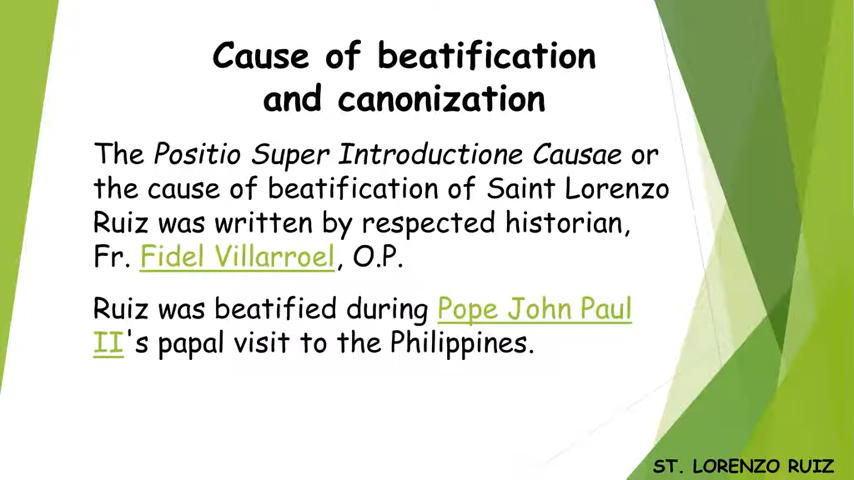 Cause of beatification
and canonization
The Positio Super Introductione Causae or
the cause of beatification of Saint Lorenzo
Ruiz was written by respected historian,
Fr. Fidel Villarroel, O.P.
Ruiz was beatified during Pope John Paul
II's papal visit to the Philippines.
ST. LORENZO RUIZ